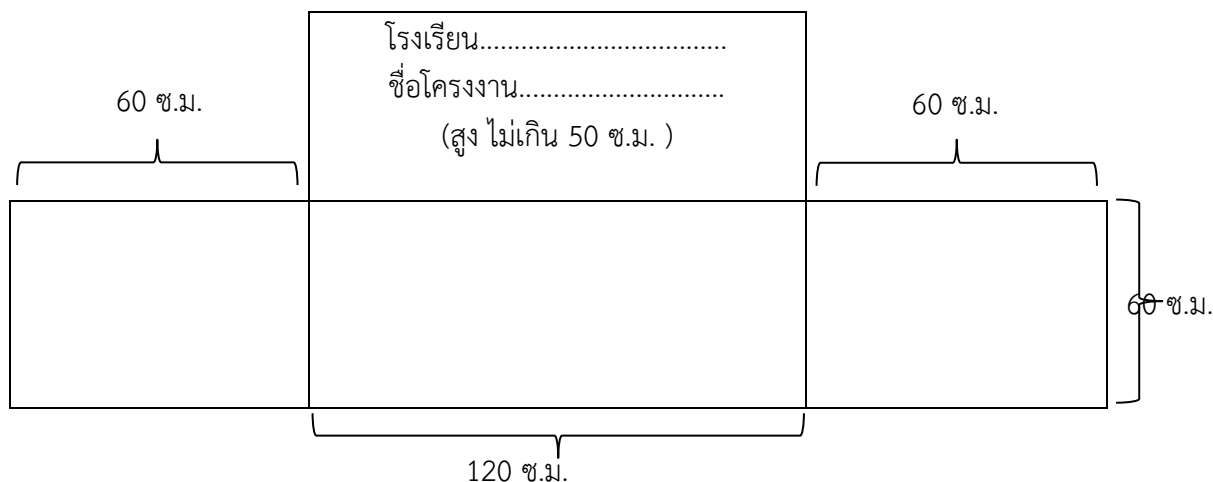 โรงเรียน....................................
ชื่อโครงงาน..............................
60 ซ.ม.
60 ซ.ม.
(สูง ไม่เกิน 50 ซ.ม. )
60 ซ.ม.
120 ซ.ม.